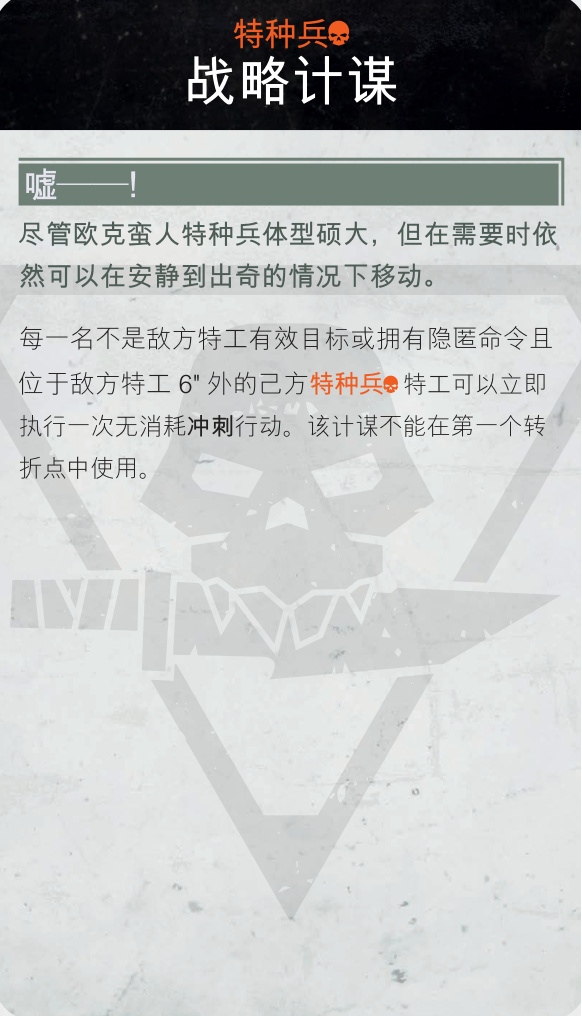 特种兵
战略计谋
嘘——!
尽管欧克蛮人特种兵体型硕大，但在需要时依
然可以在安静到出奇的情况下移动。
每一名不是敌方特工有效目标或拥有隐匿命令且
位于敌方特工 6" 外的己方特种兵 特工可以立即
执行一次无消耗冲刺行动。该计谋不能在第一个转
折点中使用。